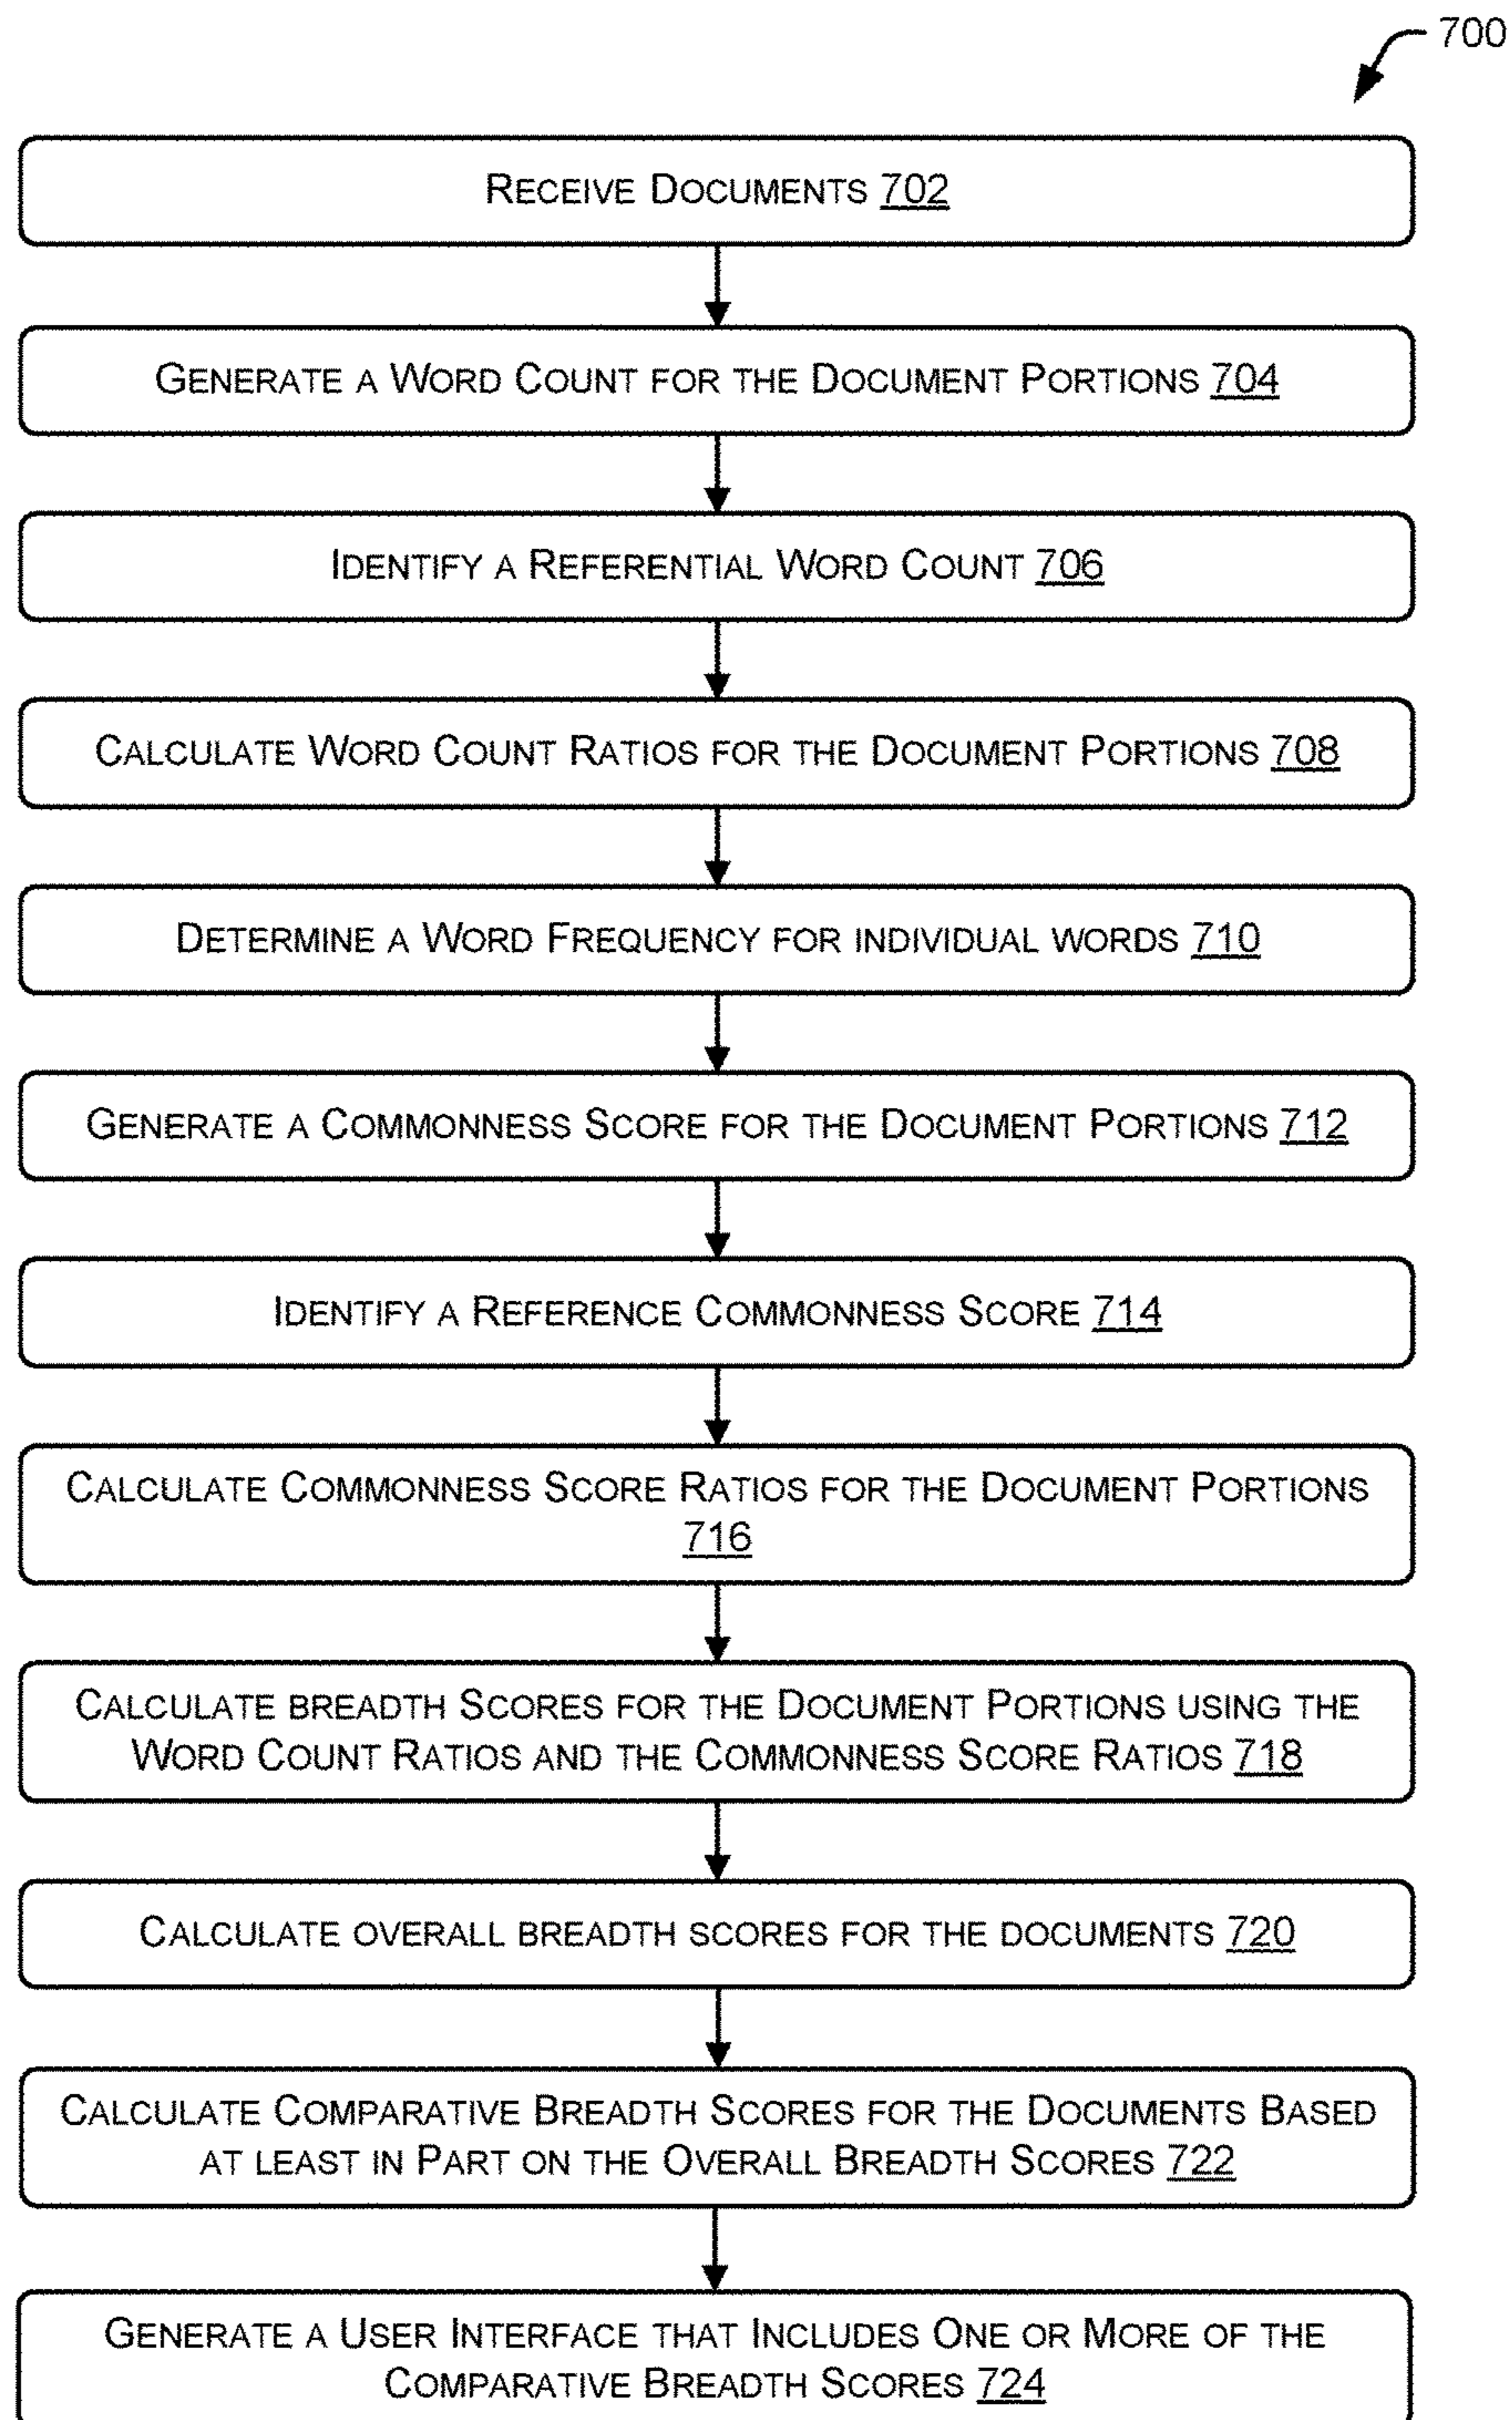 700
RECEIVE DOCUMENTS 702
GENERATE A WORD COUNT FOR THE DOCUMENT PORTIONS 704
IDENTIFY A REFERENTIAL WORD COUNT 706
CALCULATE WORD COUNT RATIOS FOR THE DOCUMENT PORTIONS 708
DETERMINE A WORD FREQUENCY FOR INDIVIDUAL WORDS 710
GENERATE A COMMONNESS SCORE FOR THE DOCUMENT PORTIONS 712
IDENTIFY A REFERENCE COMMONNESS SCORE 714
CALCULATE COMMONNESS SCORE RATIOS FOR THE DOCUMENT PORTIONS
716
CALCULATE BREADTH SCORES FOR THE DOCUMENT PORTIONS USING THE
WORD COUNT RATIOS AND THE COMMONNESS SCORE RATIOS 718
CALCULATE OVERALL BREADTH SCORES FOR THE DOCUMENTS 720
CALCULATE COMPARATIVE BREADTH SCORES FOR THE DOCUMENTS BASED
AT LEAST IN PART ON THE OVERALL BREADTH SCORES 722
GENERATE A USER INTERFACE THAT INCLUDES ONE OR MORE OF THE
COMPARATIVE BREADTH SCORES 724